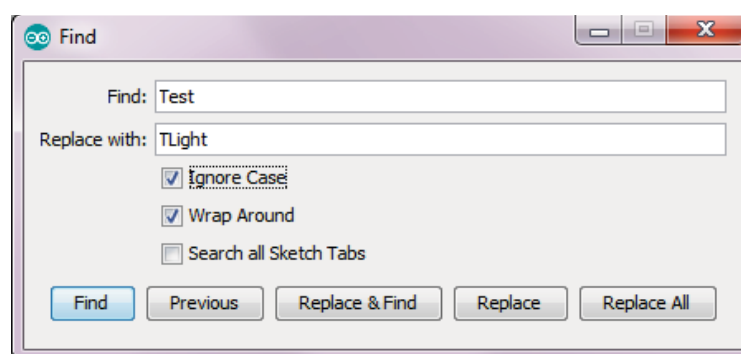 Find
Find: Test
Replace with: TLight
Ignore Case
Wrap Around
Search all Sketch Tabs
Find Previous Replace & Find Replace Replace All